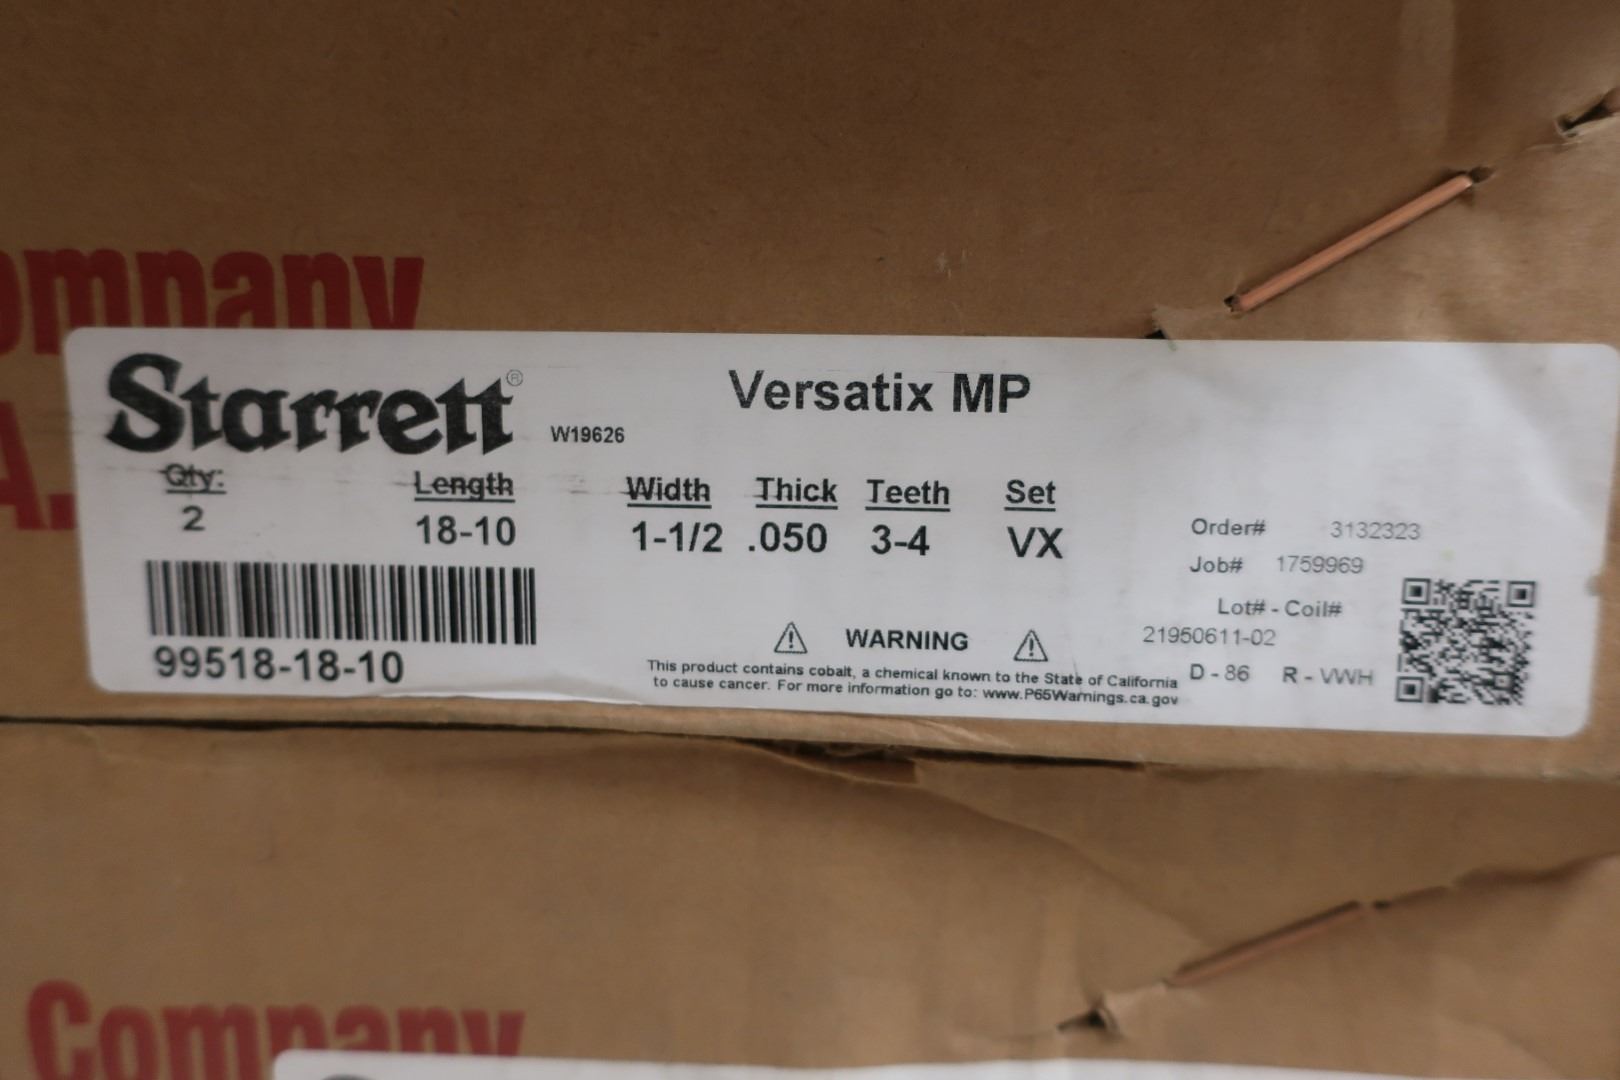 ompany
A.
Starrett®
W19626
Versatix MP
Qty: Length Width Thick Teeth Set
2 18-10 1-1/2 .050 3-4 VX
Order# 3132323
Job# 1759969
Lot# - Coil#
21950611-02
D - 86 R - VWH
99518-18-10
WARNING
This product contains cobalt, a chemical known to the State of California
to cause cancer. For more information go to: www.P65Warnings.ca.gov
Company